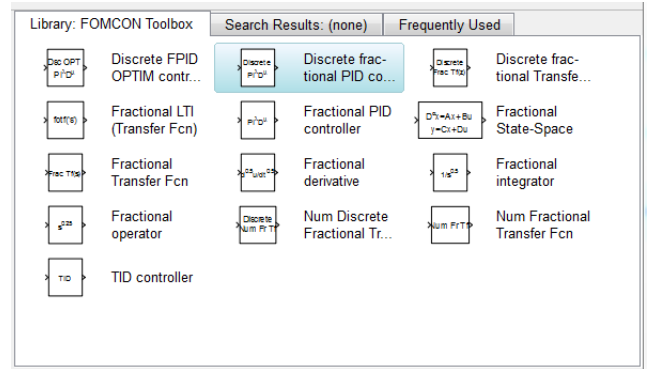 Library: FOMCON Toolbox
Search Results: (none)
Frequently Used
Dsc OPT
PI^λD^μ
Discrete FPID
OPTIM contr...
Discrete
PI^λD^μ
Discrete frac-
tional PID co...
Discrete
Frac Tf(z)
Discrete frac-
tional Transfe...
fotf('s')
Fractional LTI
(Transfer Fcn)
PI^λD^μ
Fractional PID
controller
D^αx=Ax+Bu
y=Cx+Du
Fractional
State-Space
Frac Tf(s)
Fractional
Transfer Fcn
Fractional
derivative
1/s^0.5
Fractional
integrator
s^0.25
Fractional
operator
Discrete
Num Fr Tf
Num Discrete
Fractional Tr...
Num Fr Tf
Num Fractional
Transfer Fcn
TID
TID controller